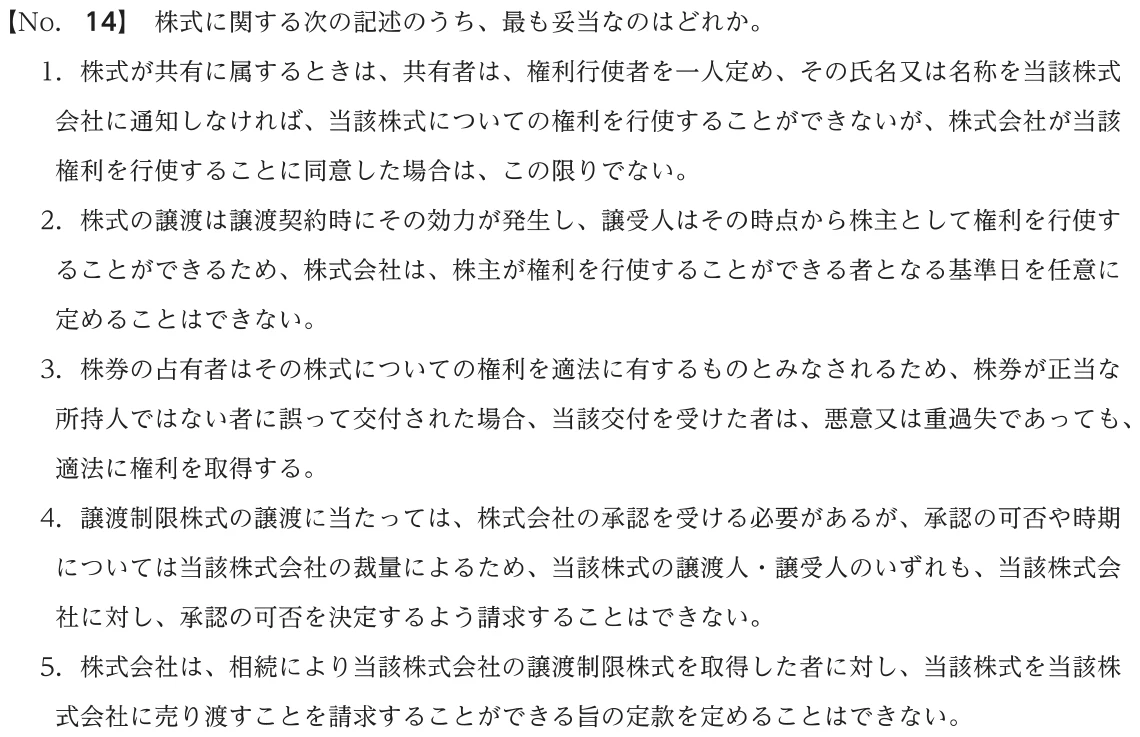 【No. 14】 株式に関する次の記述のうち、最も妥当なのはどれか。
1. 株式が共有に属するときは、共有者は、権利行使者を一人定め、その氏名又は名称を当該株式
会社に通知しなければ、当該株式についての権利を行使することができないが、株式会社が当該
権利を行使することに同意した場合は、この限りでない。
2. 株式の譲渡は譲渡契約時にその効力が発生し、譲受人はその時点から株主として権利を行使す
ることができるため、株式会社は、株主が権利を行使することができる者となる基準日を任意に
定めることはできない。
3. 株券の占有者はその株式についての権利を適法に有するものとみなされるため、株券が正当な
所持人ではない者に誤って交付された場合、当該交付を受けた者は、悪意又は重過失であっても、
適法に権利を取得する。
4. 譲渡制限株式の譲渡に当たっては、株式会社の承認を受ける必要があるが、承認の可否や時期
については当該株式会社の裁量によるため、当該株式の譲渡人・譲受人のいずれも、当該株式会
社に対し、承認の可否を決定するよう請求することはできない。
5. 株式会社は、相続により当該株式会社の譲渡制限株式を取得した者に対し、当該株式を当該株
式会社に売り渡すことを請求することができる旨の定款を定めることはできない。